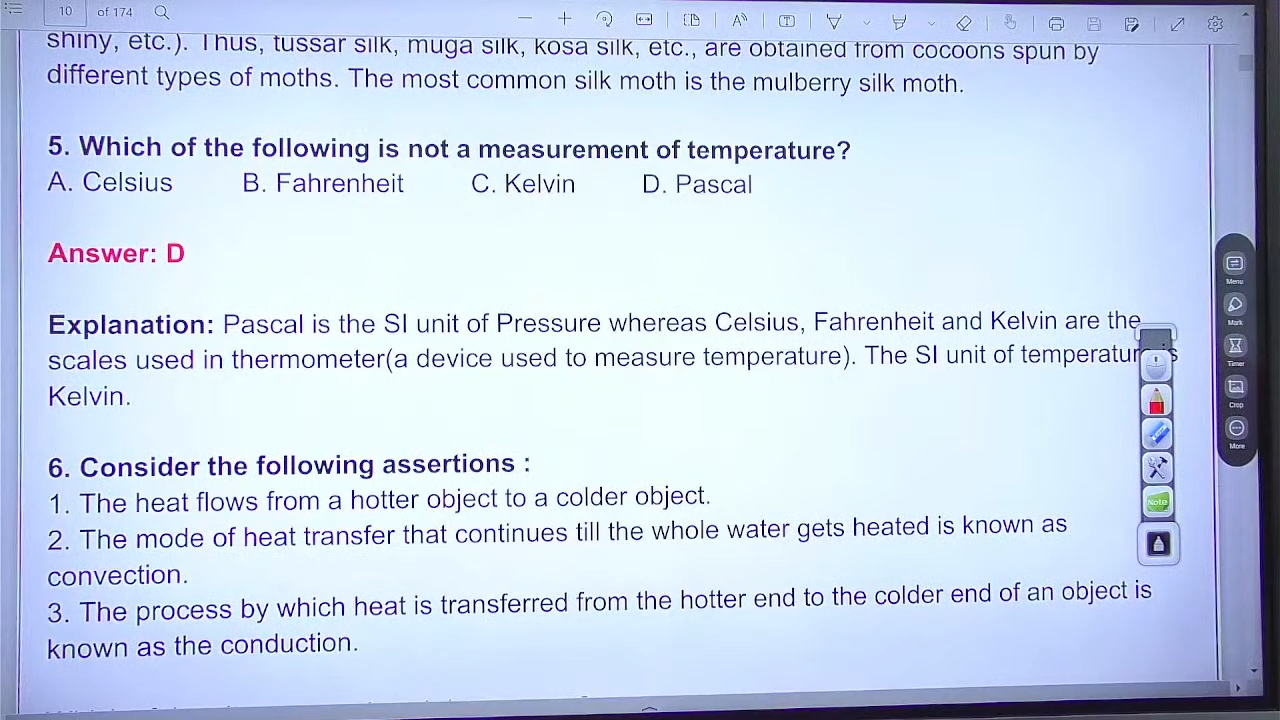 10 of 174
shiny, etc.). Thus, tussar silk, muga silk, kosa silk, etc., are obtained from cocoons spun by
different types of moths. The most common silk moth is the mulberry silk moth.
5. Which of the following is not a measurement of temperature?
A. Celsius B. Fahrenheit C. Kelvin D. Pascal
Answer: D
Explanation: Pascal is the SI unit of Pressure whereas Celsius, Fahrenheit and Kelvin are the
scales used in thermometer(a device used to measure temperature). The SI unit of temperatur s
Kelvin.
6. Consider the following assertions :
1. The heat flows from a hotter object to a colder object.
2. The mode of heat transfer that continues till the whole water gets heated is known as
convection.
3. The process by which heat is transferred from the hotter end to the colder end of an object is
known as the conduction.
Menu
Mark
Timer
Crop
More
Note